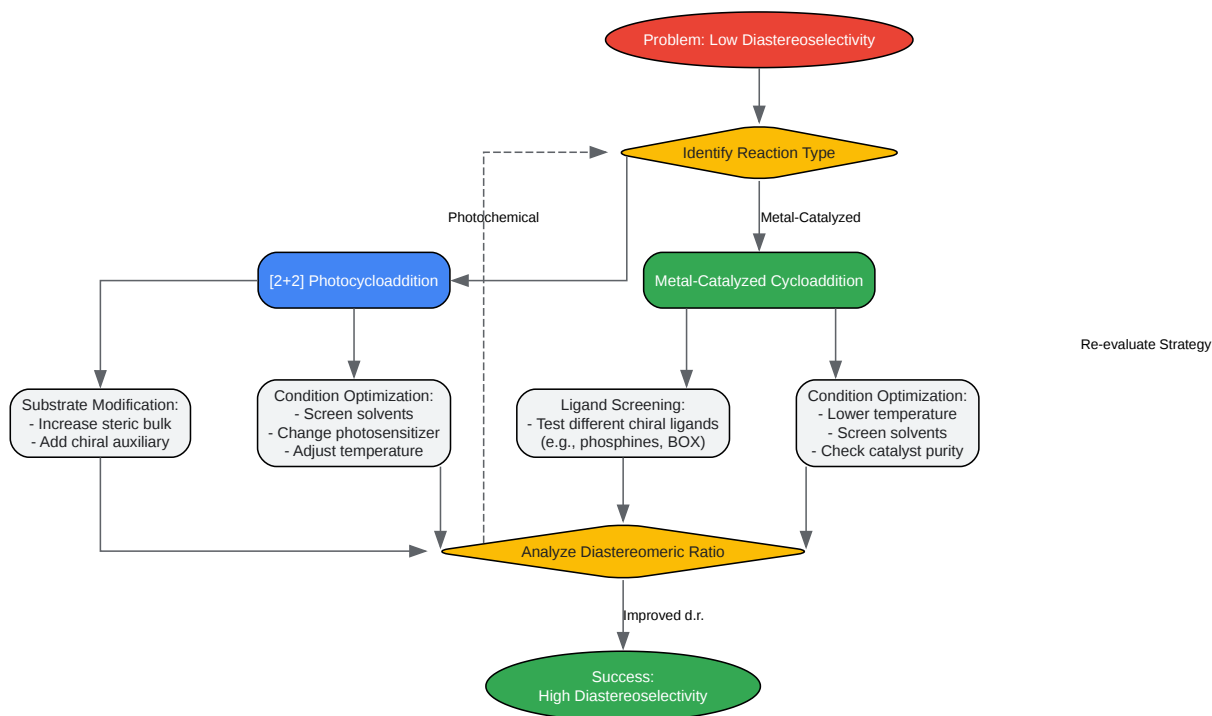 Problem: Low Diastereoselectivity
Identify Reaction Type
Photochemical
Metal-Catalyzed
[2+2] Photocycloaddition
Metal-Catalyzed Cycloaddition
Re-evaluate Strategy
Substrate Modification:
- Increase steric bulk
- Add chiral auxiliary
Condition Optimization:
- Screen solvents
- Change photosensitizer
- Adjust temperature
Ligand Screening:
- Test different chiral ligands
(e.g., phosphines, BOX)
Condition Optimization:
- Lower temperature
- Screen solvents
- Check catalyst purity
Analyze Diastereomeric Ratio
Improved d.r.
Success:
High Diastereoselectivity